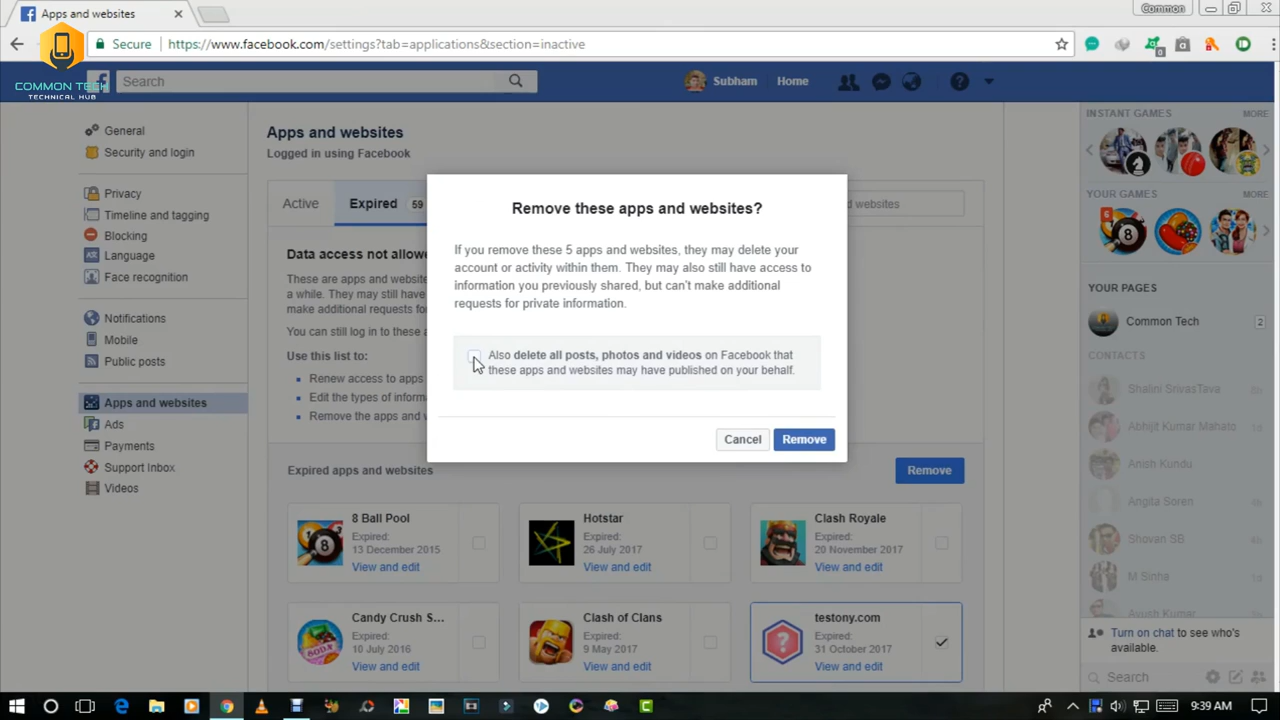 Apps and websites
Common
Secure
https://www.facebook.com/settings?tab=applications&section=inactive
0
COMMON TECH
TECHNICAL HUB
Search
Subham
Home
General
Security and login
Privacy
Timeline and tagging
Blocking
Language
Face recognition
Notifications
Mobile
Public posts
Apps and websites
Ads
Payments
Support Inbox
Videos
Apps and websites
Logged in using Facebook
Active
Expired
59
d websites
Data access not allowe
These are apps and website
a while. They may still have
make additional requests for
You can still log in to these a
Use this list to:
Renew access to apps
Edit the types of informa
Remove the apps and w
Remove these apps and websites?
If you remove these 5 apps and websites, they may delete your
account or activity within them. They may also still have access to
information you previously shared, but can't make additional
requests for private information.
Also delete all posts, photos and videos on Facebook that
these apps and websites may have published on your behalf.
Cancel
Remove
Expired apps and websites
Remove
8 Ball Pool
Expired:
13 December 2015
View and edit
Hotstar
Expired:
26 July 2017
View and edit
Clash Royale
Expired:
20 November 2017
View and edit
Candy Crush S...
Expired:
10 July 2016
View and edit
Clash of Clans
Expired:
9 May 2017
View and edit
testony.com
Expired:
31 October 2017
View and edit
INSTANT GAMES
MORE
YOUR GAMES
MORE
YOUR PAGES
Common Tech
2
CONTACTS
Shalini SrivasTava
Abhijit Kumar Mahato
Anish Kundu
Angita Soren
Shovan SB
M Sinha
Ayush Kumar
Turn on chat to see who's
available.
Search
9:39 AM